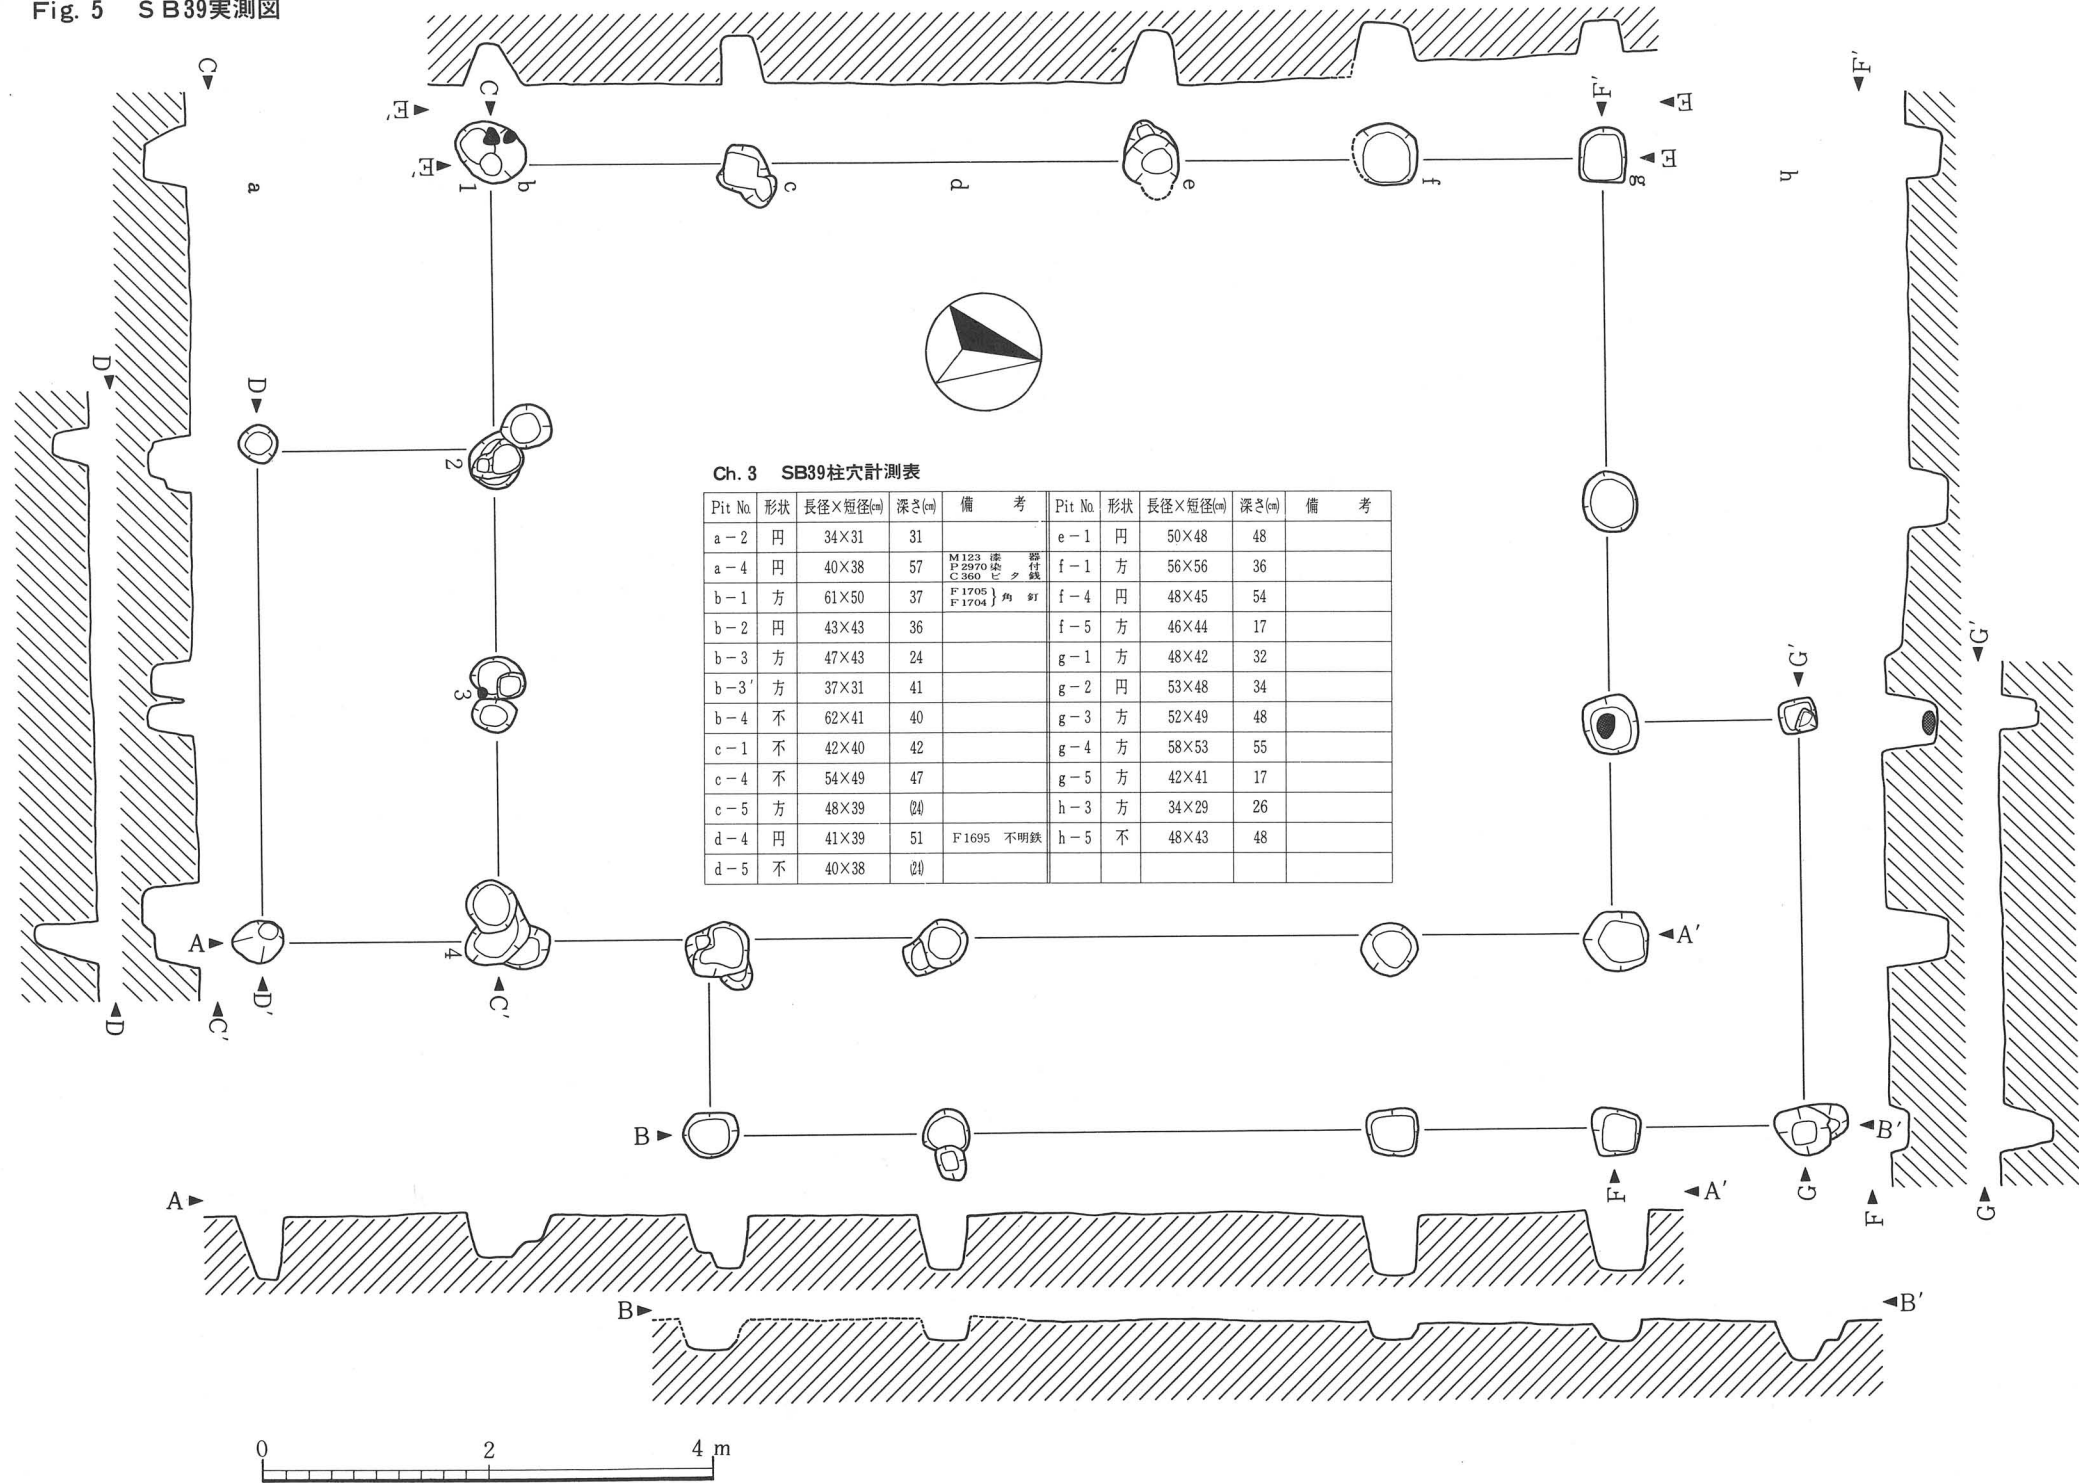 Fig. 5 SB39実測図
C
C
E'
F'
E
F'
E'
E
a
1
b
c
d
e
f
g
h
D
D
2
G'
G'
3
Ch. 3 SB39柱穴計測表
Pit No. 形状 長径×短径(cm) 深さ(cm) 備考 Pit No. 形状 長径×短径(cm) 深さ(cm) 備考
a-2 円 34×31 31 e-1 円 50×48 48
a-4 円 40×38 57 M123 漆器 P2970 染付 C360 ビタ銭 f-1 方 56×56 36
b-1 方 61×50 37 F1705 F1704 } 角釘 f-4 円 48×45 54
b-2 円 43×43 36 f-5 方 46×44 17
b-3 方 47×43 24 g-1 方 48×42 32
b-3' 方 37×31 41 g-2 円 53×48 34
b-4 不 62×41 40 g-3 方 52×49 48
c-1 不 42×40 42 g-4 方 58×53 55
c-4 不 54×49 47 g-5 方 42×41 17
c-5 方 48×39 (24) h-3 方 34×29 26
d-4 円 41×39 51 F1695 不明鉄 h-5 不 48×43 48
d-5 不 40×38 (21)
A
4
A'
D'
C'
D
C'
B
B'
F
G
F
G
A
A'
B
B'
0 2 4 m